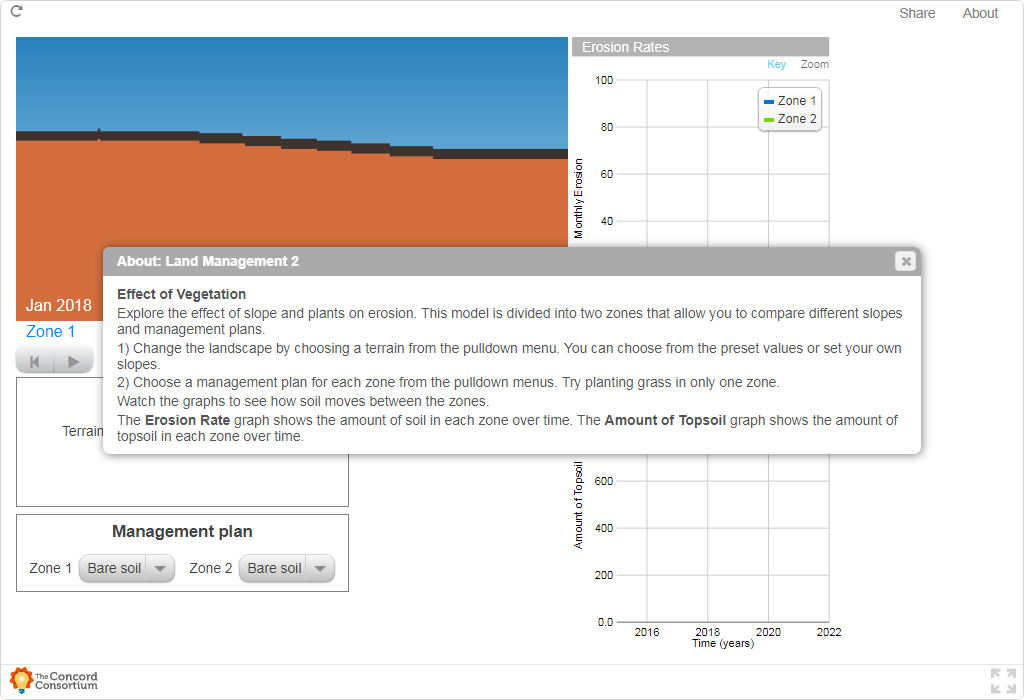 Share About
Erosion Rates
Key Zoom
100
Zone 1
80
Zone 2
60
Monthly Erosion
40
About: Land Management 2
Effect of Vegetation
Explore the effect of slope and plants on erosion. This model is divided into two zones that allow you to compare different slopes
and management plans.
1) Change the landscape by choosing a terrain from the pulldown menu. You can choose from the preset values or set your own
slopes.
2) Choose a management plan for each zone from the pulldown menus. Try planting grass in only one zone.
Watch the graphs to see how soil moves between the zones.
The Erosion Rate graph shows the amount of soil in each zone over time. The Amount of Topsoil graph shows the amount of
topsoil in each zone over time.
Jan 2018
Zone 1
Terrain
Management plan
Zone 1 Bare soil Zone 2 Bare soil
Amount of Topsoil
600
400
200
0.0
2016 2018 2020 2022
Time (years)
The Concord
Consortium